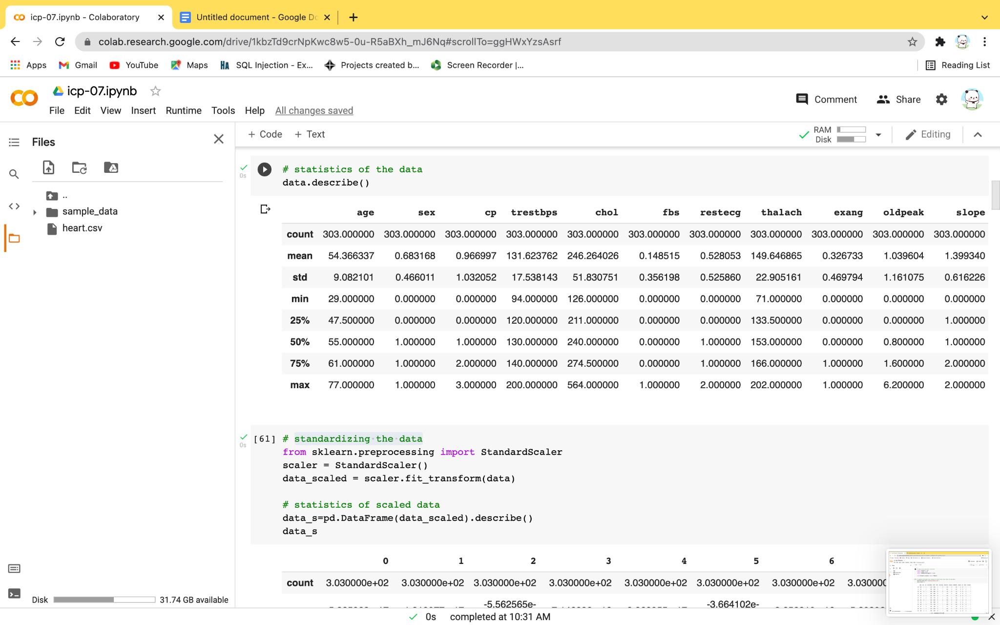 icp-07.ipynb - Colaboratory
Untitled document - Google Do
colab.research.google.com/drive/1kbzTd9crNpKwc8w5-0u-R5aBXh_mJ6Nq#scrollTo=ggHWxYzsAsrf
Apps Gmail YouTube Maps SQL Injection - Ex... Projects created b... Screen Recorder |... Reading List
icp-07.ipynb
Comment Share
File Edit View Insert Runtime Tools Help All changes saved
Files
+ Code + Text
RAM
Disk
Editing
..
sample_data
heart.csv
0s
# statistics of the data
data.describe()
age sex cp trestbps chol fbs restecg thalach exang oldpeak slope
count 303.000000 303.000000 303.000000 303.000000 303.000000 303.000000 303.000000 303.000000 303.000000 303.000000 303.000000
mean 54.366337 0.683168 0.966997 131.623762 246.264026 0.148515 0.528053 149.646865 0.326733 1.039604 1.399340
std 9.082101 0.466011 1.032052 17.538143 51.830751 0.356198 0.525860 22.905161 0.469794 1.161075 0.616226
min 29.000000 0.000000 0.000000 94.000000 126.000000 0.000000 0.000000 71.000000 0.000000 0.000000 0.000000
25% 47.500000 0.000000 0.000000 120.000000 211.000000 0.000000 0.000000 133.500000 0.000000 0.000000 1.000000
50% 55.000000 1.000000 1.000000 130.000000 240.000000 0.000000 1.000000 153.000000 0.000000 0.800000 1.000000
75% 61.000000 1.000000 2.000000 140.000000 274.500000 0.000000 1.000000 166.000000 1.000000 1.600000 2.000000
max 77.000000 1.000000 3.000000 200.000000 564.000000 1.000000 2.000000 202.000000 1.000000 6.200000 2.000000
0s
[61] # standardizing the data
from sklearn.preprocessing import StandardScaler
scaler = StandardScaler()
data_scaled = scaler.fit_transform(data)
# statistics of scaled data
data_s=pd.DataFrame(data_scaled).describe()
data_s
0 1 2 3 4 5 6
count 3.030000e+02 3.030000e+02 3.030000e+02 3.030000e+02 3.030000e+02 3.030000e+02 3.030000e+02 3.03000
-5.562565e- -3.664102e-
Disk 31.74 GB available
0s completed at 10:31 AM